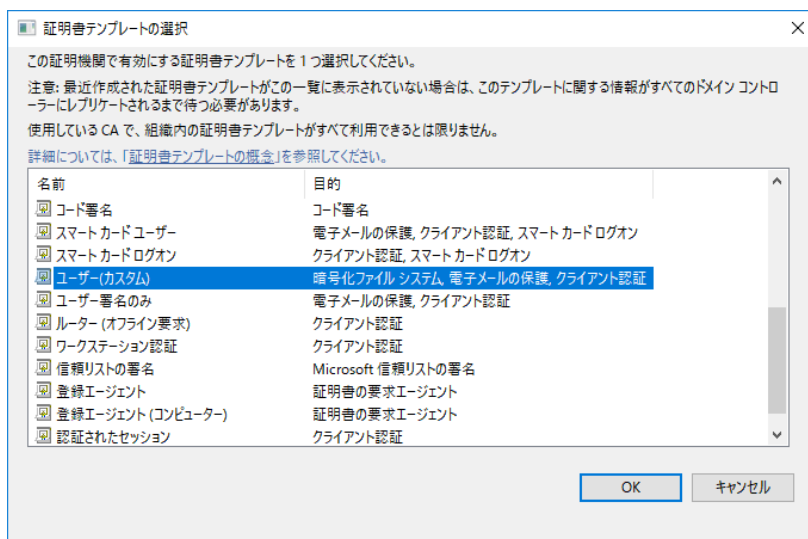 証明書テンプレートの選択
この証明機関で有効にする証明書テンプレートを 1 つ選択してください。
注意: 最近作成された証明書テンプレートがこの一覧に表示されていない場合は、このテンプレートに関する情報がすべてのドメイン コントロ
ーラーにレプリケートされるまで待つ必要があります。
使用している CA で、組織内の証明書テンプレートがすべて利用できるとは限りません。
詳細については、「証明書テンプレートの概念」を参照してください。
名前 目的
コード署名 コード署名
スマート カード ユーザー 電子メールの保護, クライアント認証, スマート カード ログオン
スマート カード ログオン クライアント認証, スマート カード ログオン
ユーザー(カスタム) 暗号化ファイル システム, 電子メールの保護, クライアント認証
ユーザー署名のみ 電子メールの保護, クライアント認証
ルーター (オフライン要求) クライアント認証
ワークステーション認証 クライアント認証
信頼リストの署名 Microsoft 信頼リストの署名
登録エージェント 証明書の要求エージェント
登録エージェント (コンピューター) 証明書の要求エージェント
認証されたセッション クライアント認証
OK キャンセル